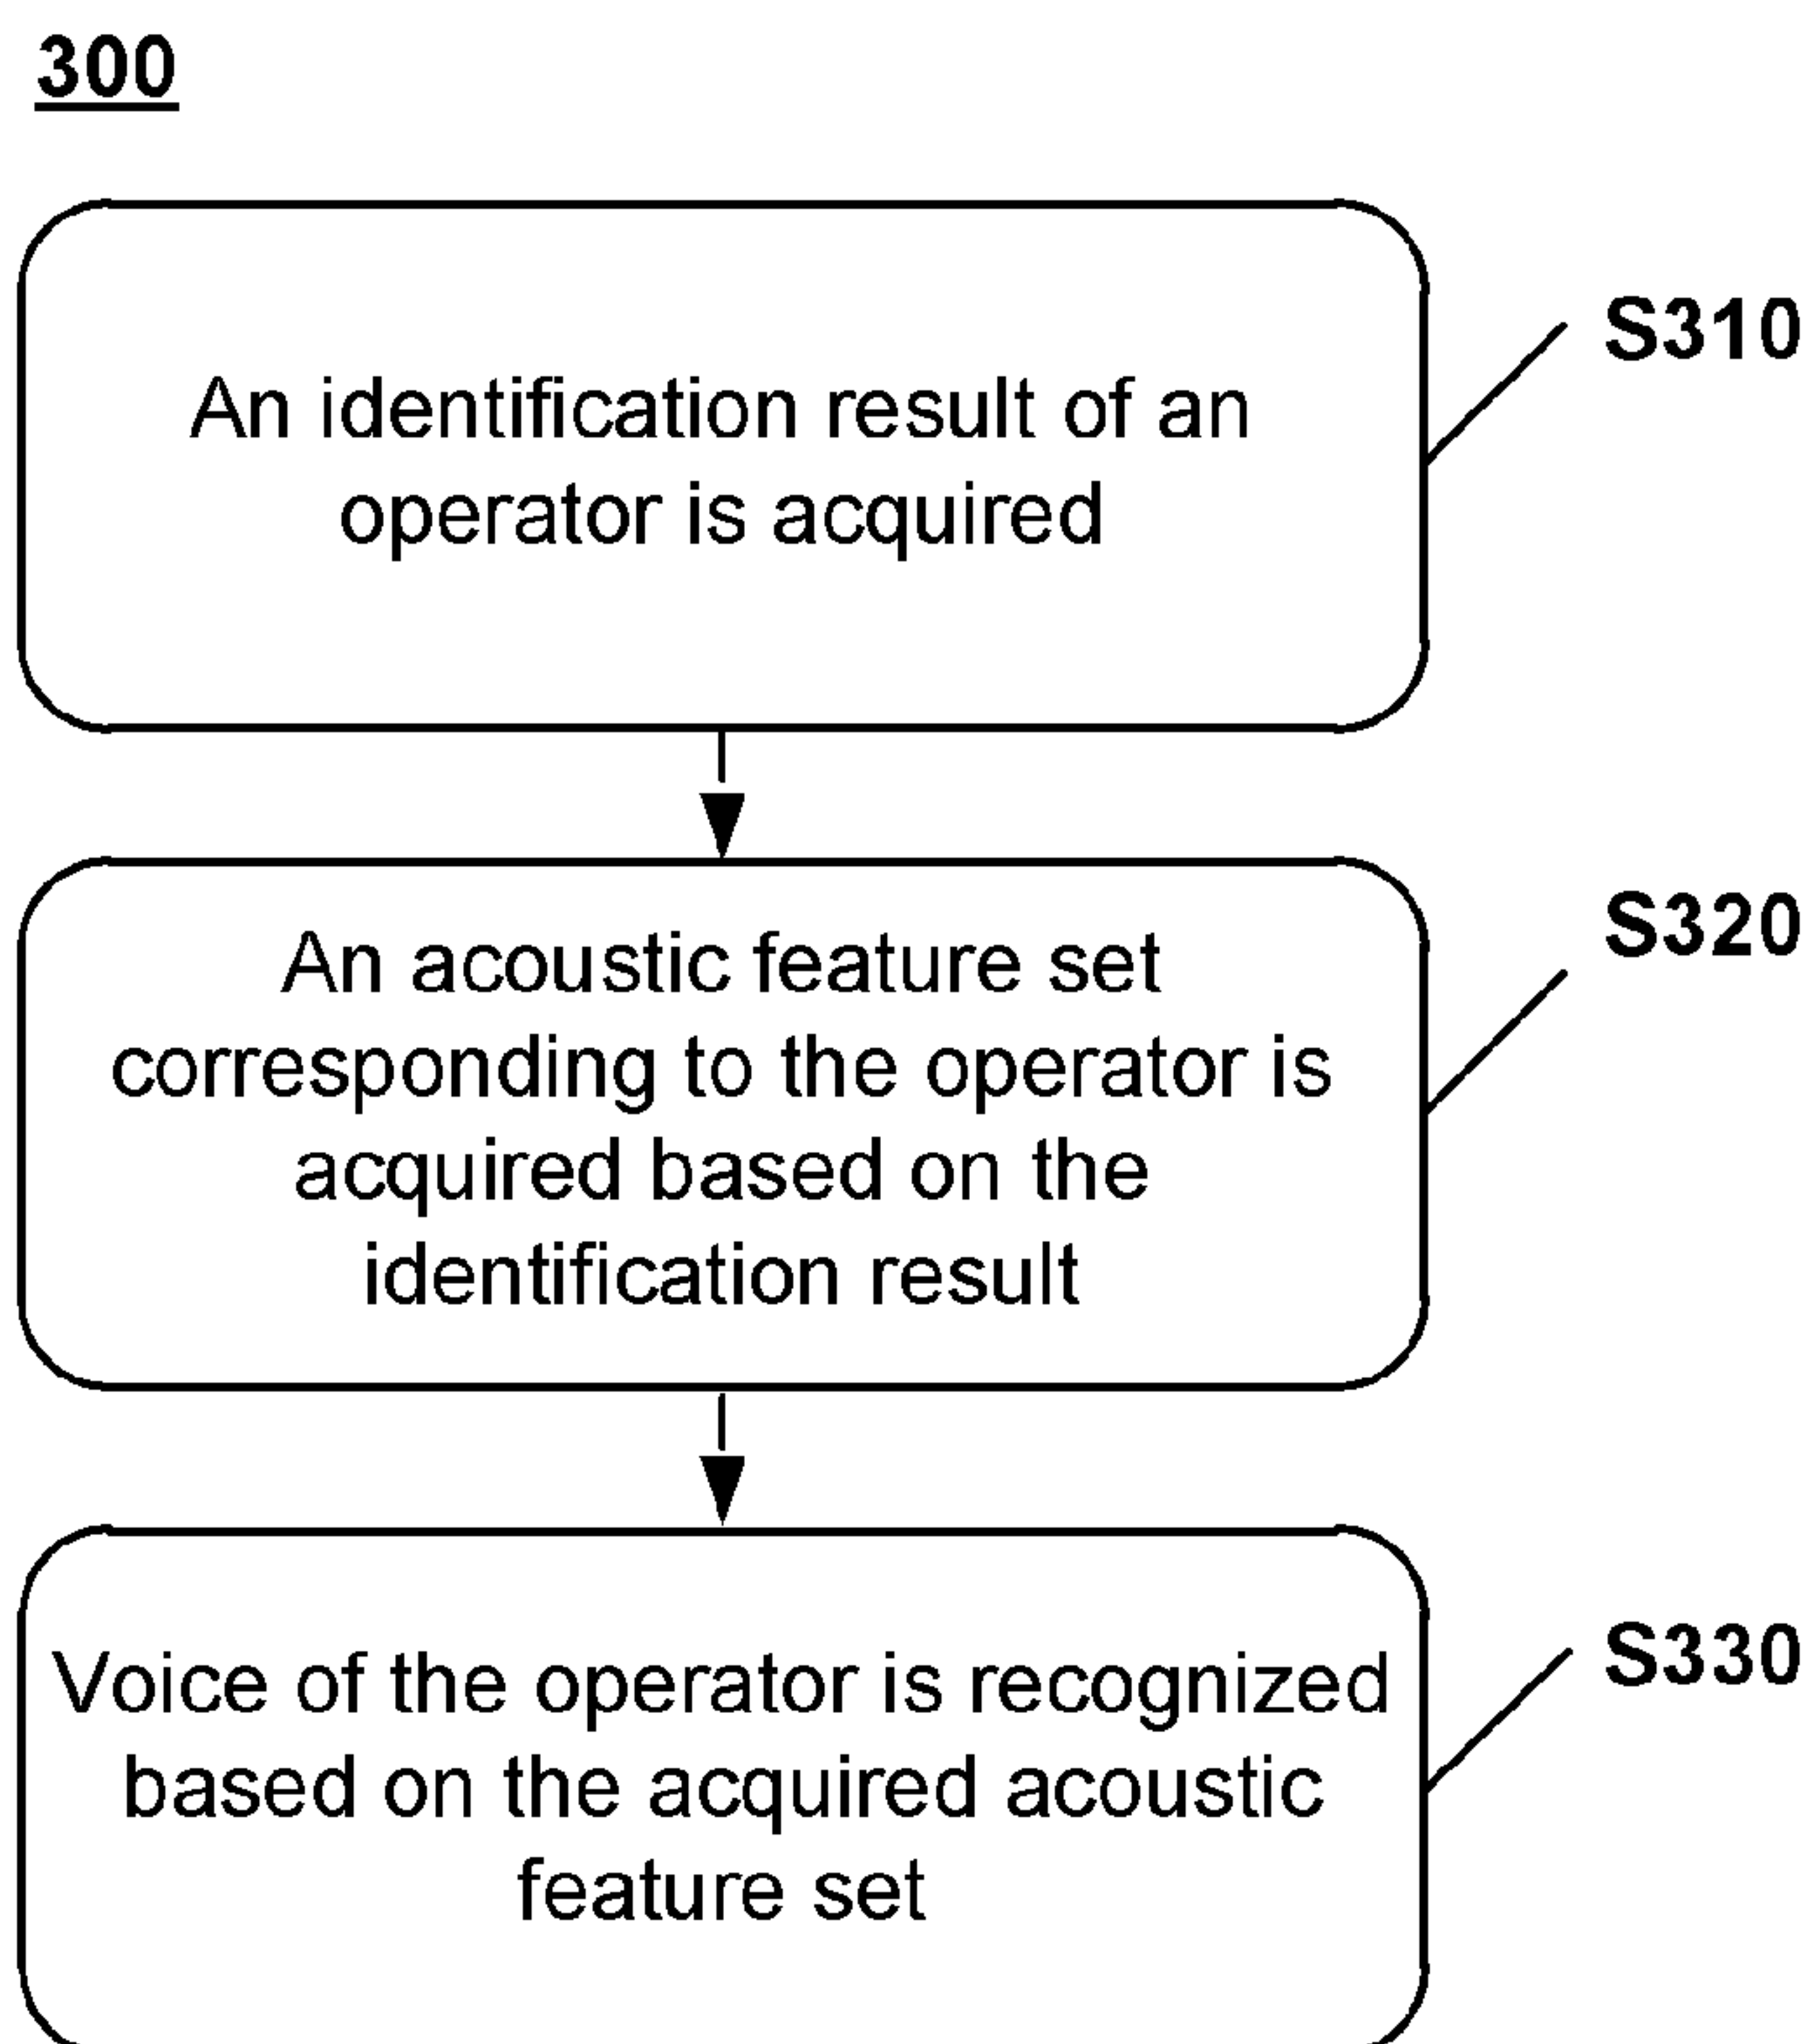 300
An identification result of an
operator is acquired
S310
An acoustic feature set
corresponding to the operator is
acquired based on the
identification result
S320
Voice of the operator is recognized
based on the acquired acoustic
feature set
S330